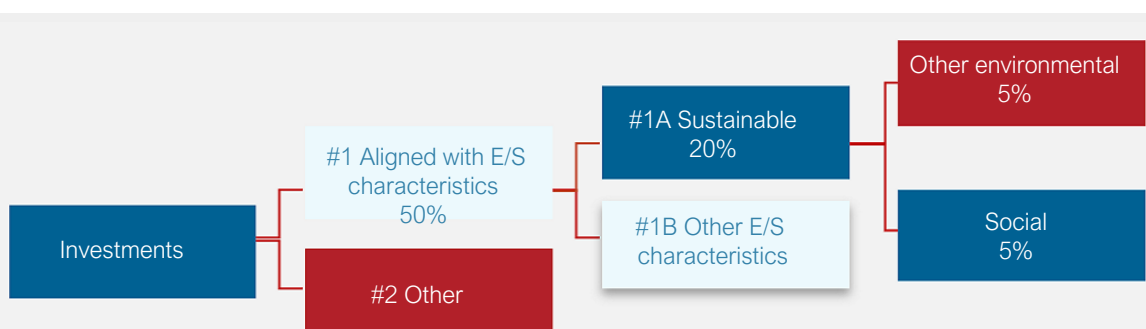 Investments
#1 Aligned with E/S
characteristics
50%
#2 Other
#1A Sustainable
20%
#1B Other E/S
characteristics
Other environmental
5%
Social
5%